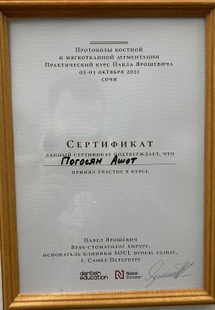 Протоколы костной
и мягкотканной аугментации
Практический курс Павла Ярошевича
02-03 октября 2021
Сочи
Сертификат
данный сертификат подтверждает, что
Погосян Ашот
принял участие в курсе
Павел Ярошевич
Врач-стоматолог хирург,
основатель клиники SOUL dental clinic,
г. Санкт-Петербург
dentish
education
Nobel
Biocare